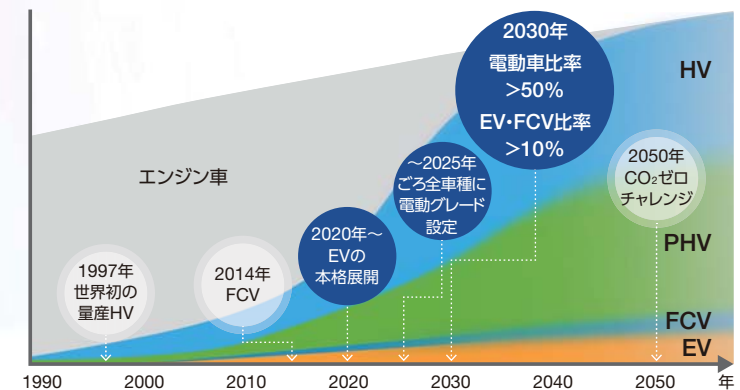 2030年
電動車比率
>50%
EV・FCV比率
>10%
HV
エンジン車
～2025年
ごろ全車種に
電動グレード
設定
2050年
CO₂ゼロ
チャレンジ
2020年～
EVの
本格展開
1997年
世界初の
量産HV
2014年
FCV
PHV
FCV
EV
1990 2000 2010 2020 2030 2040 2050 年